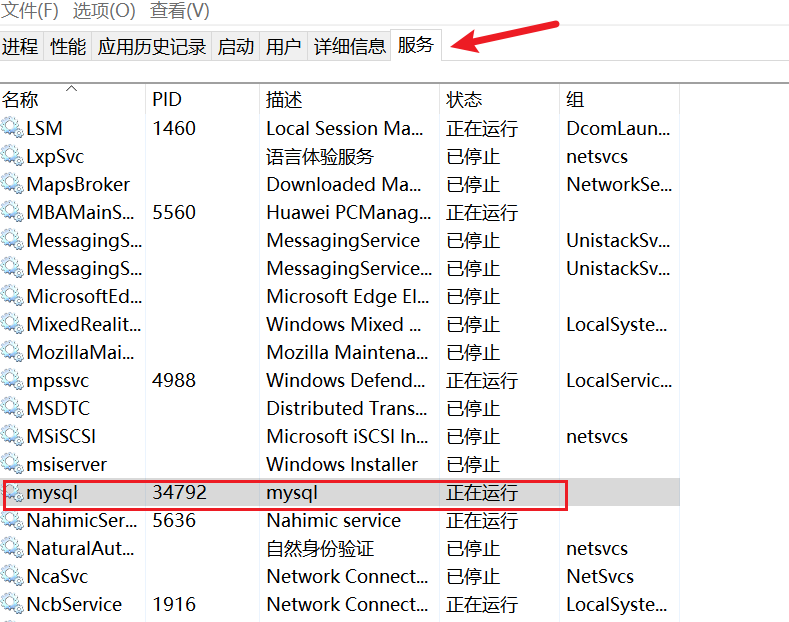 文件(F) 选项(O) 查看(V)
进程 性能 应用历史记录 启动 用户 详细信息 服务
名称 PID 描述 状态 组
LSM 1460 Local Session Ma... 正在运行 DcomLaun...
LxpSvc 语言体验服务 已停止 netsvcs
MapsBroker Downloaded Ma... 已停止 NetworkSe...
MBAMainS... 5560 Huawei PCManag... 正在运行
MessagingS... MessagingService 已停止 UnistackSv...
MessagingS... MessagingService... 已停止 UnistackSv...
MicrosoftEd... Microsoft Edge El... 已停止
MixedRealit... Windows Mixed ... 已停止 LocalSyste...
MozillaMai... Mozilla Maintena... 已停止
mpssvc 4988 Windows Defend... 正在运行 LocalServic...
MSDTC Distributed Trans... 已停止
MSiSCSI Microsoft iSCSI In... 已停止 netsvcs
msiserver Windows Installer 已停止
mysql 34792 mysql 正在运行
NahimicSer... 5636 Nahimic service 正在运行
NaturalAut... 自然身份验证 已停止 netsvcs
NcaSvc Network Connect... 已停止 NetSvcs
NcbService 1916 Network Connect... 正在运行 LocalSyste...